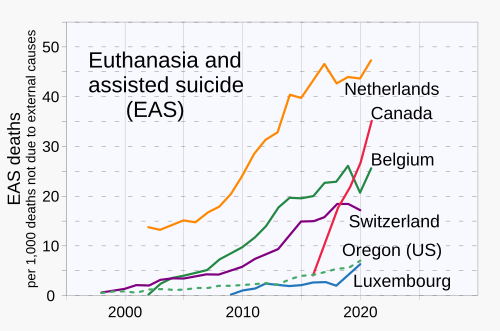 Euthanasia and
assisted suicide
(EAS)
EAS deaths
per 1,000 deaths not due to external causes
50
40
30
20
10
0
2000
2010
2020
Netherlands
Canada
Belgium
Switzerland
Oregon (US)
Luxembourg